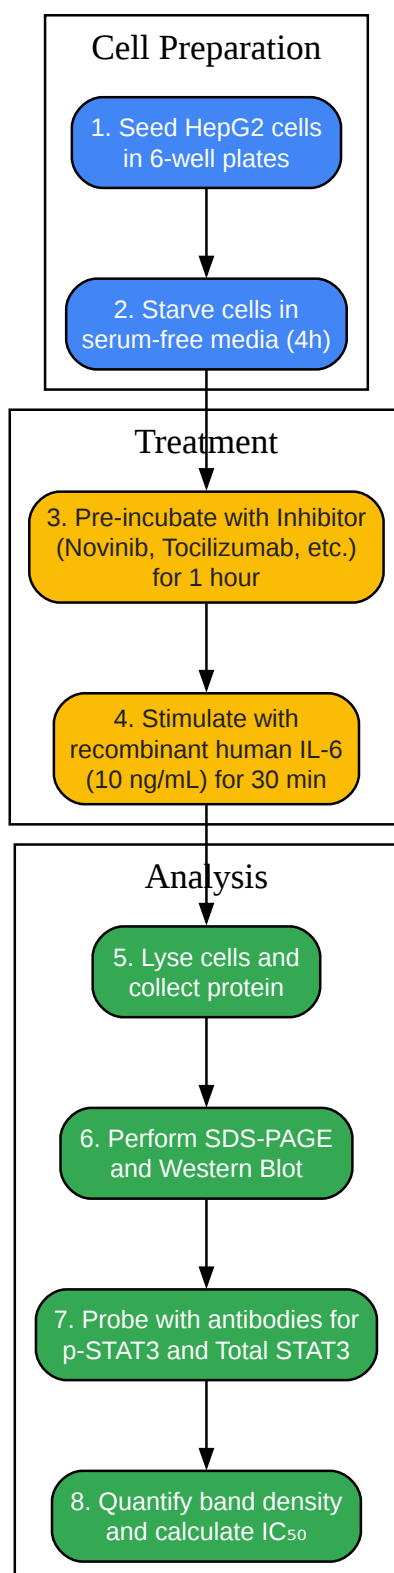 Cell Preparation
1. Seed HepG2 cells
in 6-well plates
2. Starve cells in
serum-free media (4h)
Treatment
3. Pre-incubate with Inhibitor
(Novinib, Tocilizumab, etc.)
for 1 hour
4. Stimulate with
recombinant human IL-6
(10 ng/mL) for 30 min
Analysis
5. Lyse cells and
collect protein
6. Perform SDS-PAGE
and Western Blot
7. Probe with antibodies for
p-STAT3 and Total STAT3
8. Quantify band density
and calculate IC₅₀